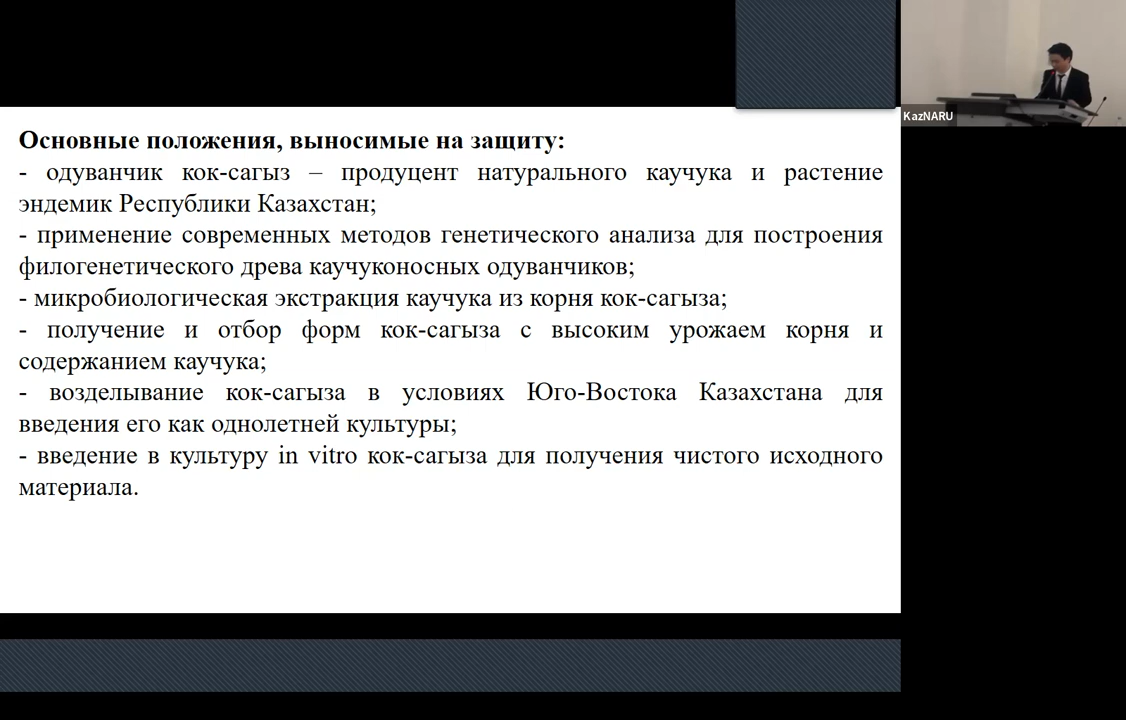 Основные положения, выносимые на защиту:
- одуванчик кок-сагыз – продуцент натурального каучука и растение
эндемик Республики Казахстан;
- применение современных методов генетического анализа для построения
филогенетического древа каучуконосных одуванчиков;
- микробиологическая экстракция каучука из корня кок-сагыза;
- получение и отбор форм кок-сагыза с высоким урожаем корня и
содержанием каучука;
- возделывание кок-сагыза в условиях Юго-Востока Казахстана для
введения его как однолетней культуры;
- введение в культуру in vitro кок-сагыза для получения чистого исходного
материала.
KazNARU